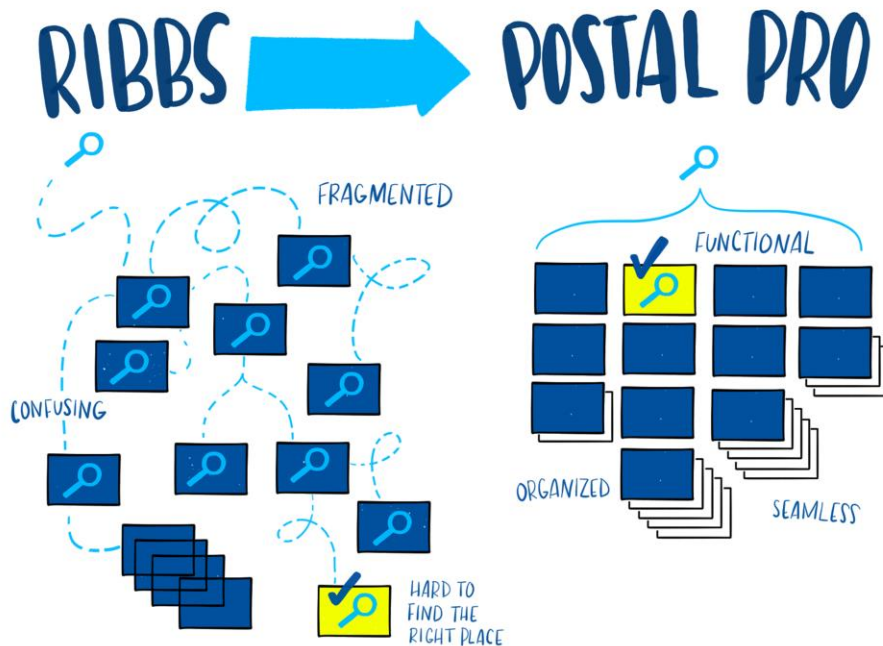 RIBBS
POSTAL PRO
FRAGMENTED
CONFUSING
HARD TO
FIND THE
RIGHT PLACE
FUNCTIONAL
ORGANIZED
SEAMLESS